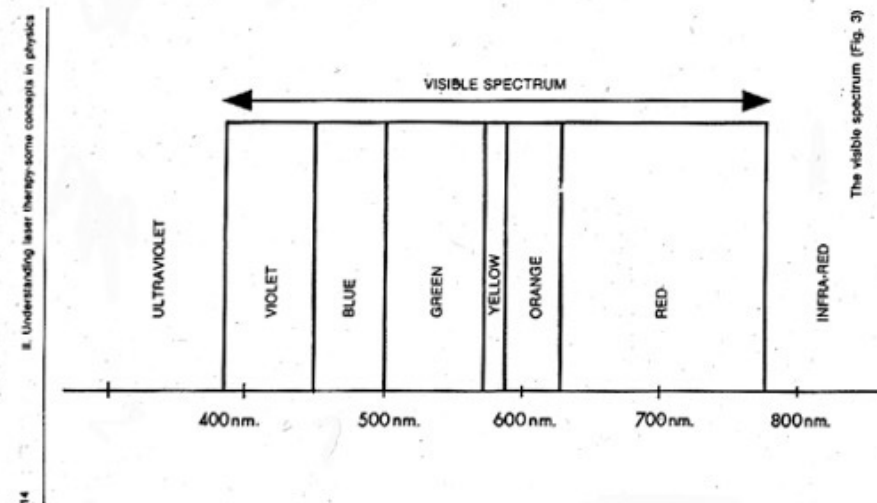 II. Understanding laser therapy-some concepts in physics
14
The visible spectrum (Fig. 3)
VISIBLE SPECTRUM
ULTRAVIOLET
VIOLET
BLUE
GREEN
YELLOW
ORANGE
RED
INFRA-RED
400nm.
500nm.
600nm.
700nm.
800nm.